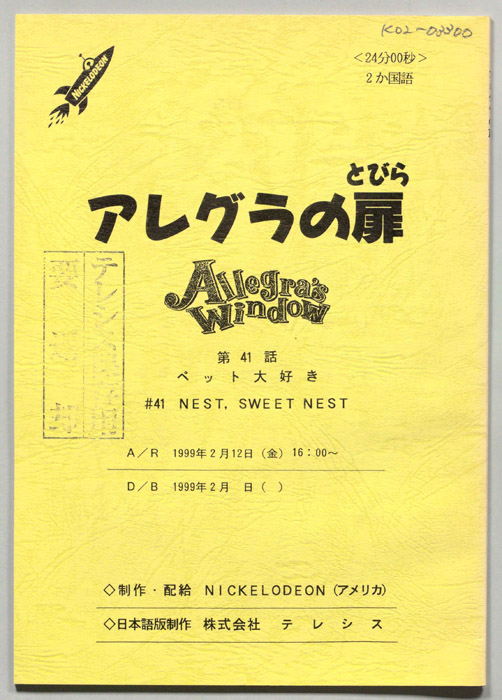 K02-03300
NICKELODEON
<24分00秒>
2か国語
とびら
アレグラの扉
Allegra's
Window
第 41 話
ペット大好き
#41 NEST, SWEET NEST
A/R 1999年2月12日(金) 16:00~
D/B 1999年2月 日( )
◇制作・配給 NICKELODEON (アメリカ)
◇日本語版制作 株式会社 テレシス